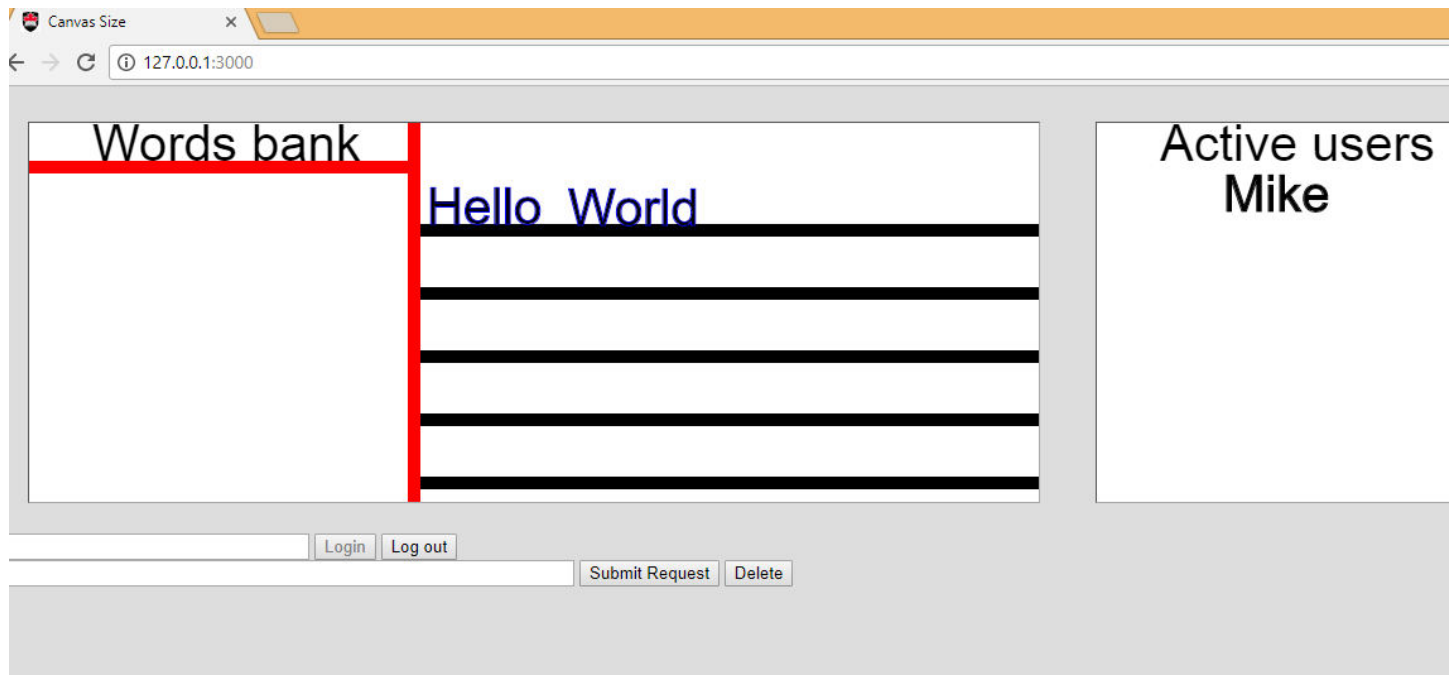 Canvas Size
127.0.0.1:3000
Words bank
Hello World
Active users
Mike
Login Log out
Submit Request Delete